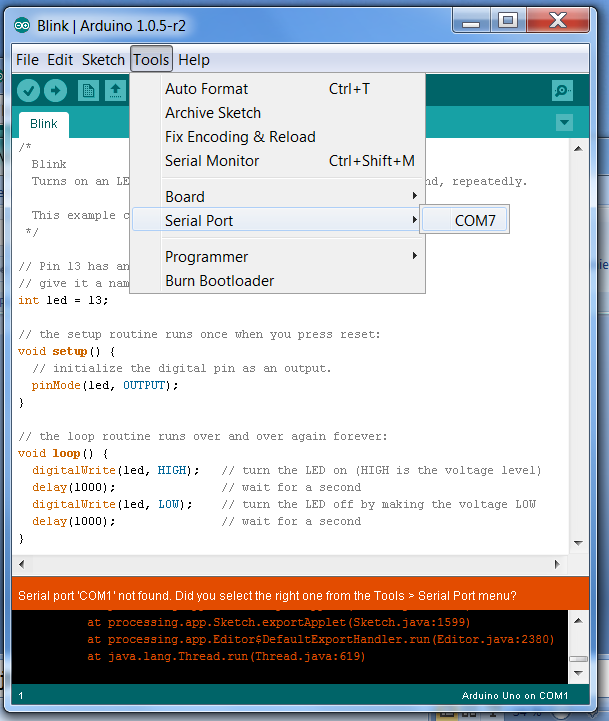 Blink | Arduino 1.0.5-r2
File Edit Sketch Tools Help
Auto Format Ctrl+T
Archive Sketch
Fix Encoding & Reload
Serial Monitor Ctrl+Shift+M
Board
Serial Port
COM7
Programmer
Burn Bootloader
Blink
/*
Blink
Turns on an LE nd, repeatedly.
This example c
*/
// Pin 13 has an
// give it a nam
int led = 13;
// the setup routine runs once when you press reset:
void setup() {
// initialize the digital pin as an output.
pinMode(led, OUTPUT);
}
// the loop routine runs over and over again forever:
void loop() {
digitalWrite(led, HIGH); // turn the LED on (HIGH is the voltage level)
delay(1000); // wait for a second
digitalWrite(led, LOW); // turn the LED off by making the voltage LOW
delay(1000); // wait for a second
}
Serial port 'COM1' not found. Did you select the right one from the Tools > Serial Port menu?
at processing.app.Sketch.exportApplet(Sketch.java:1599)
at processing.app.Editor$DefaultExportHandler.run(Editor.java:2380)
at java.lang.Thread.run(Thread.java:619)
1 Arduino Uno on COM1